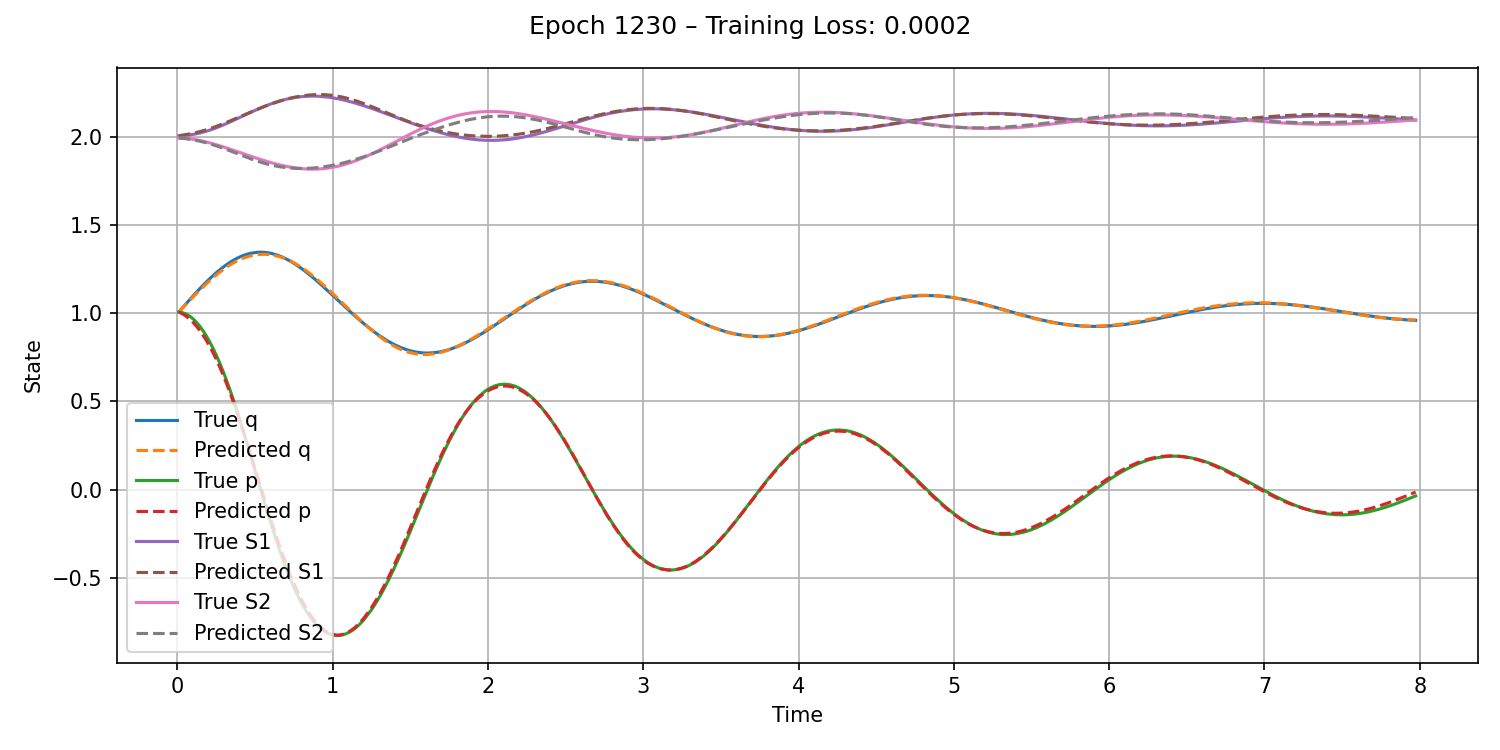 Epoch 1230 – Training Loss: 0.0002
State
2.0
1.5
1.0
0.5
0.0
−0.5
True q
Predicted q
True p
Predicted p
True S1
Predicted S1
True S2
Predicted S2
0 1 2 3 4 5 6 7 8
Time